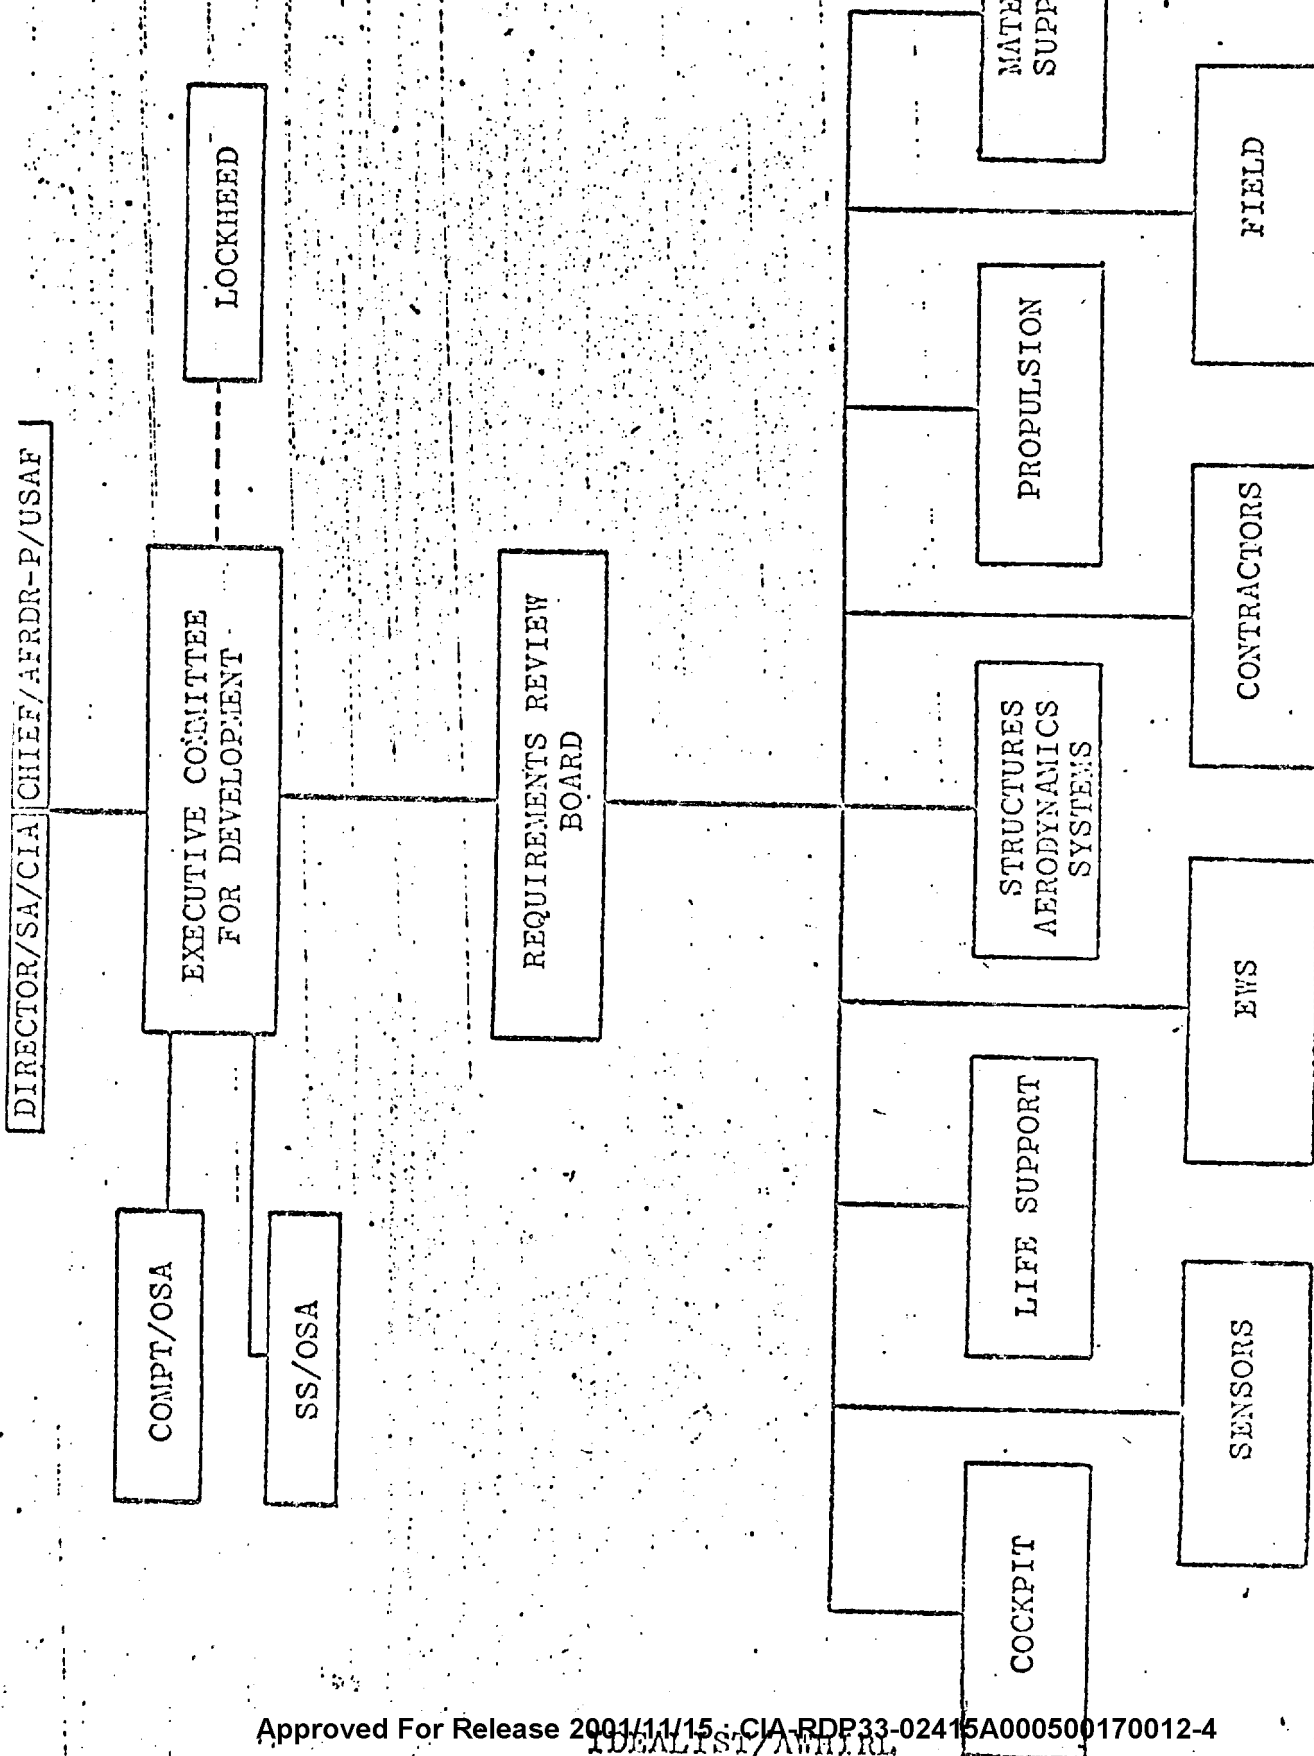 DIRECTOR/SA/CIA CHIEF/AFRDR-P/USAF
EXECUTIVE COMMITTEE
FOR DEVELOPMENT
LOCKHEED
COMPT/OSA
SS/OSA
REQUIREMENTS REVIEW
BOARD
COCKPIT
LIFE SUPPORT
STRUCTURES
AERODYNAMICS
SYSTEMS
PROPULSION
SENSORS
EWS
CONTRACTORS
FIELD
Approved For Release 2001/11/15 : CIA-RDP33-02415A000500170012-4